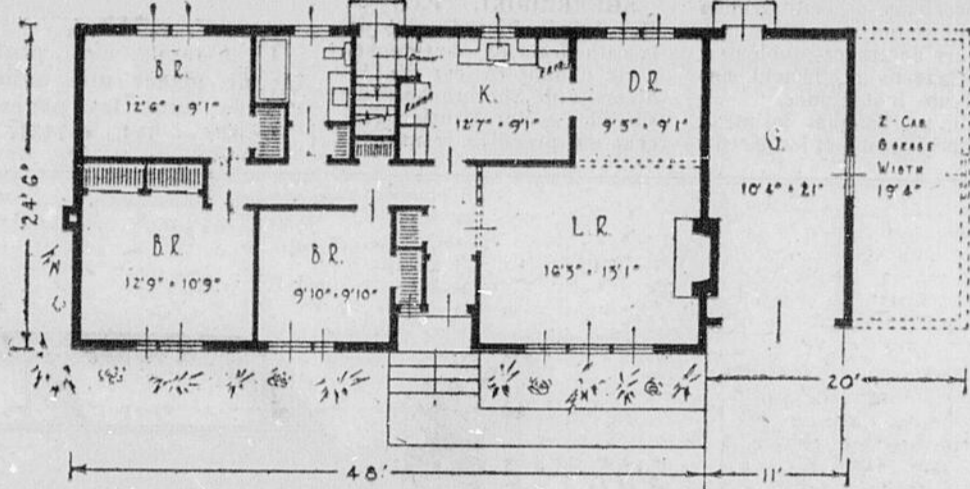 B.R.
12'6" × 9'1"
K.
12'7" × 9'1"
D.R.
9'5" × 9'1"
G
10'4" × 21'
2-CAR
GARAGE
WIDTH
19'4"
24'6"
B.R.
12'9" × 10'9"
B.R.
9'10" × 9'10"
L.R.
16'3" × 13'1"
20'
48'
11'